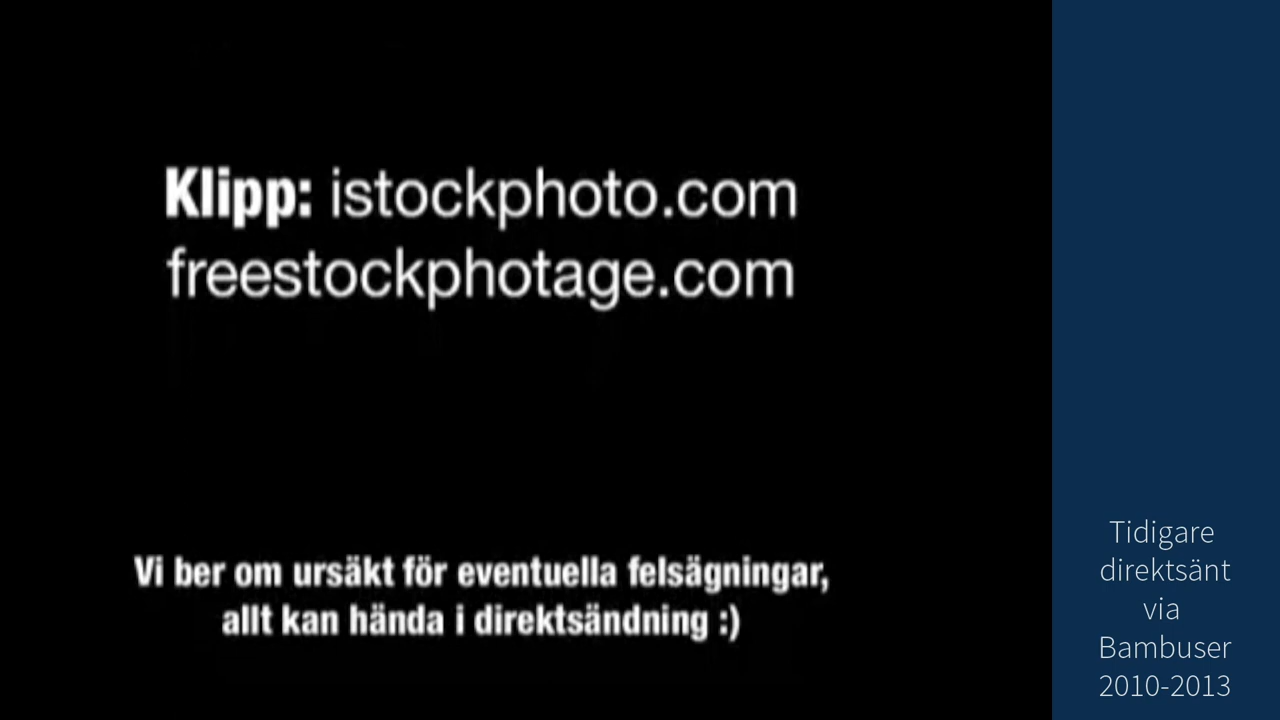 Klipp: istockphoto.com
freestockphotage.com
Vi ber om ursäkt för eventuella felsägningar,
allt kan hända i direktsändning :)
Tidigare
direktsänt
via
Bambuser
2010-2013